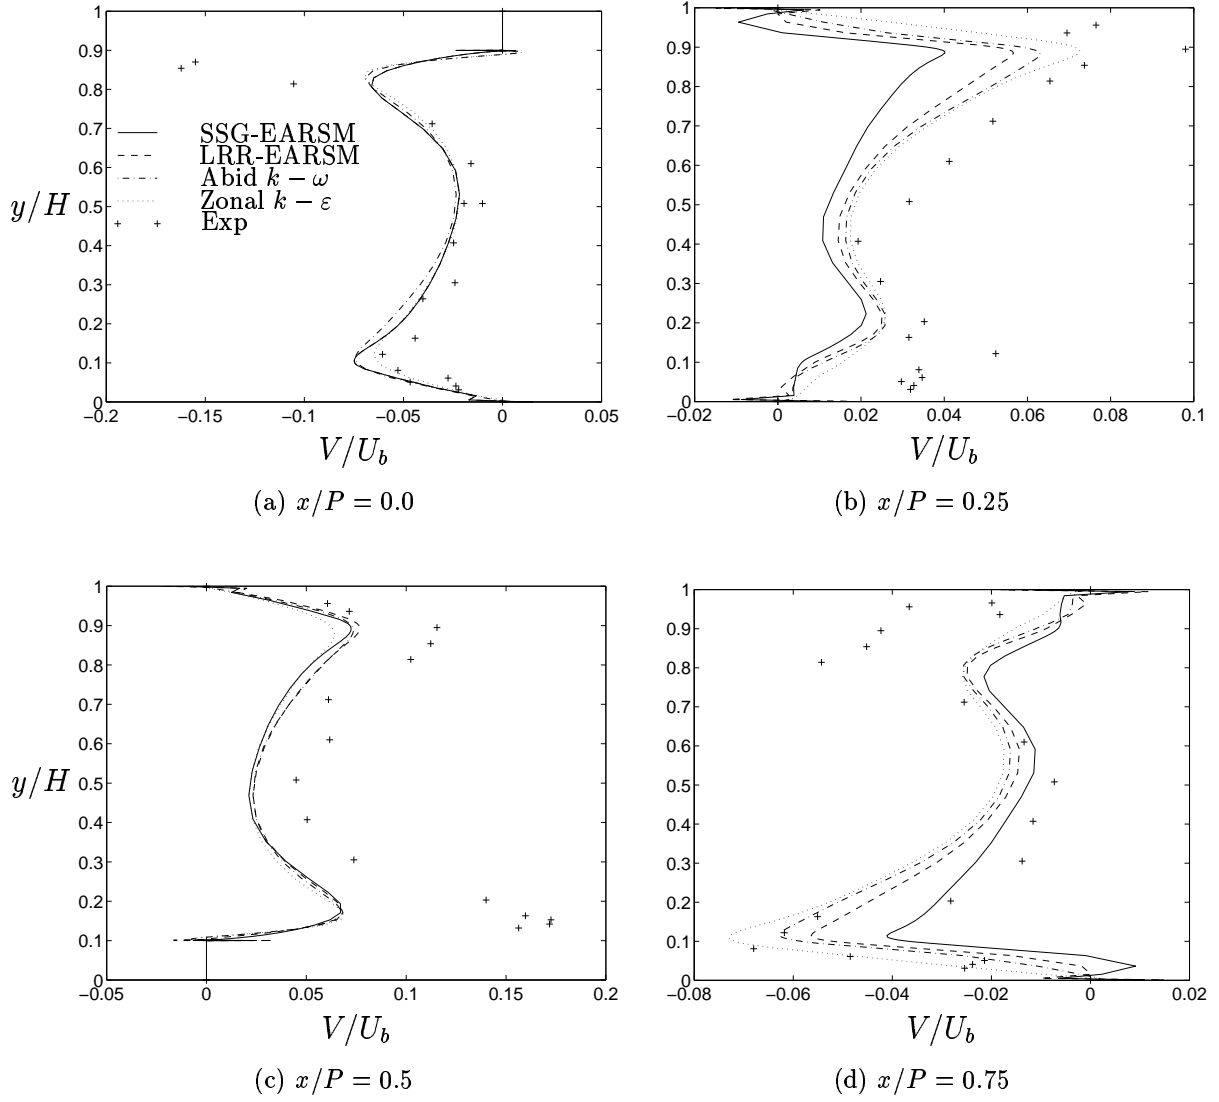 1
0.9
0.8
0.7
0.6
0.5
0.4
0.3
0.2
0.1
0
y/H
SSG-EARSM
LRR-EARSM
Abid k − ω
Zonal k − ε
Exp
−0.2 −0.15 −0.1 −0.05 0 0.05
V/U_b
(a) x/P = 0.0
1
0.9
0.8
0.7
0.6
0.5
0.4
0.3
0.2
0.1
0
−0.02 0 0.02 0.04 0.06 0.08 0.1
V/U_b
(b) x/P = 0.25
1
0.9
0.8
0.7
0.6
0.5
0.4
0.3
0.2
0.1
0
y/H
−0.05 0 0.05 0.1 0.15 0.2
V/U_b
(c) x/P = 0.5
1
0.9
0.8
0.7
0.6
0.5
0.4
0.3
0.2
0.1
0
−0.08 −0.06 −0.04 −0.02 0 0.02
V/U_b
(d) x/P = 0.75